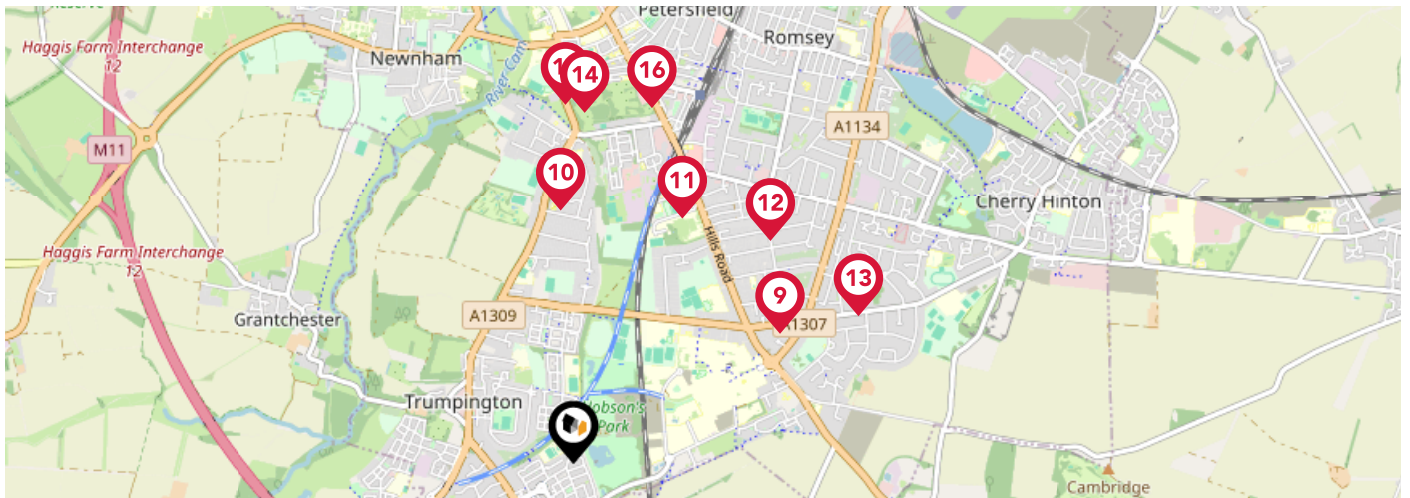 Petersfield
Haggis Farm Interchange
12
Newnham
River Cam
Romsey
14
16
A1134
M11
10
11
12
Cherry Hinton
Haggis Farm Interchange
12
Hills Road
13
9
Grantchester
A1309
A1307
Trumpington
Hobson's
Park
Cambridge